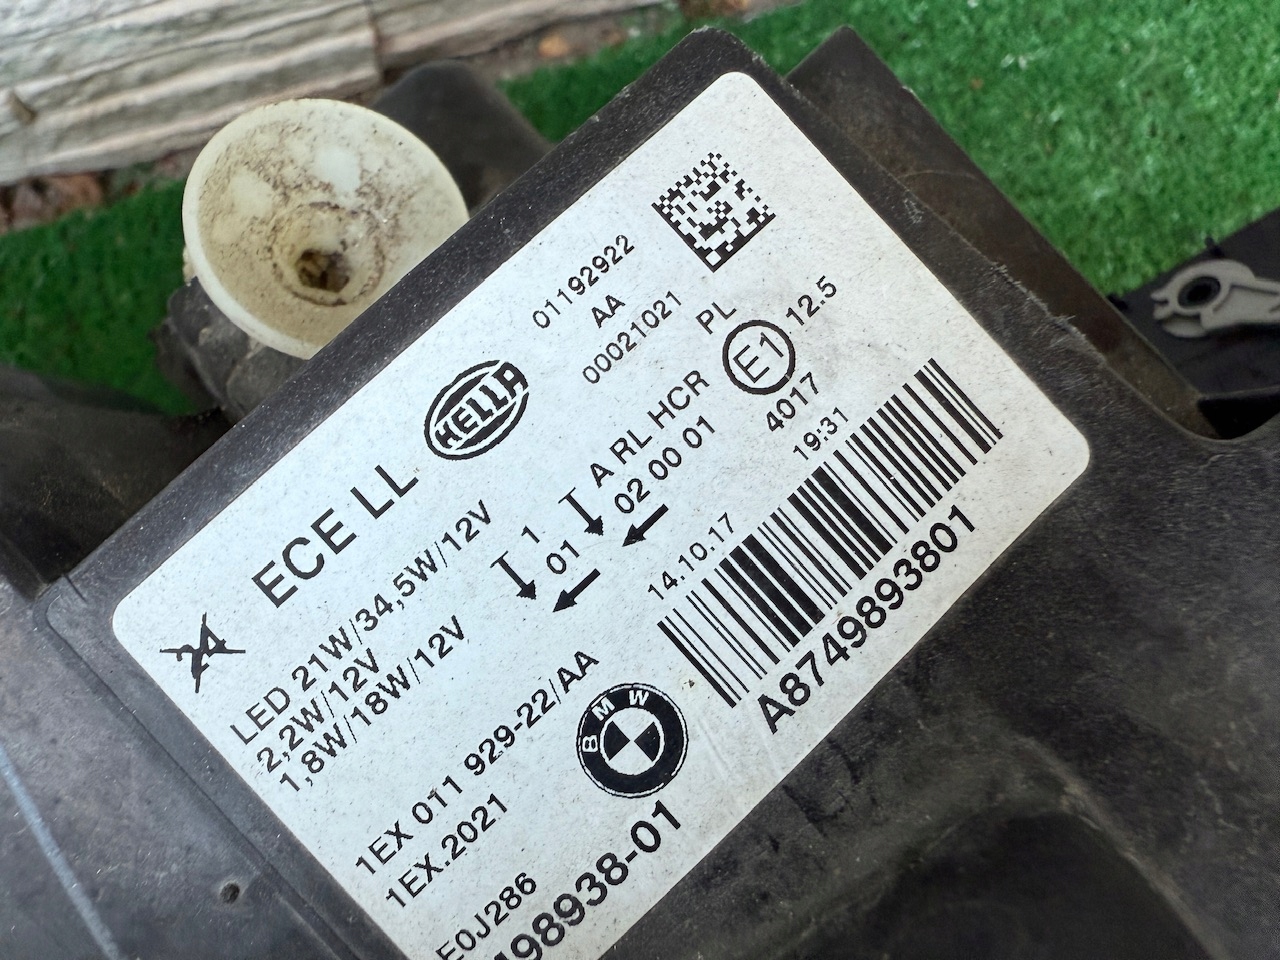 01192922
AA
00021021
HELLA
ECE LL
24
LED 21W/34,5W/12V
2,2W/12V
1,8W/18W/12V
1
01
A RL HCR PL
02 00 01
E1
12.5
4017
14.10.17 19:31
A8749893801
1EX 011 929-22/AA
1EX.2021
BMW
E0J286
498938-01